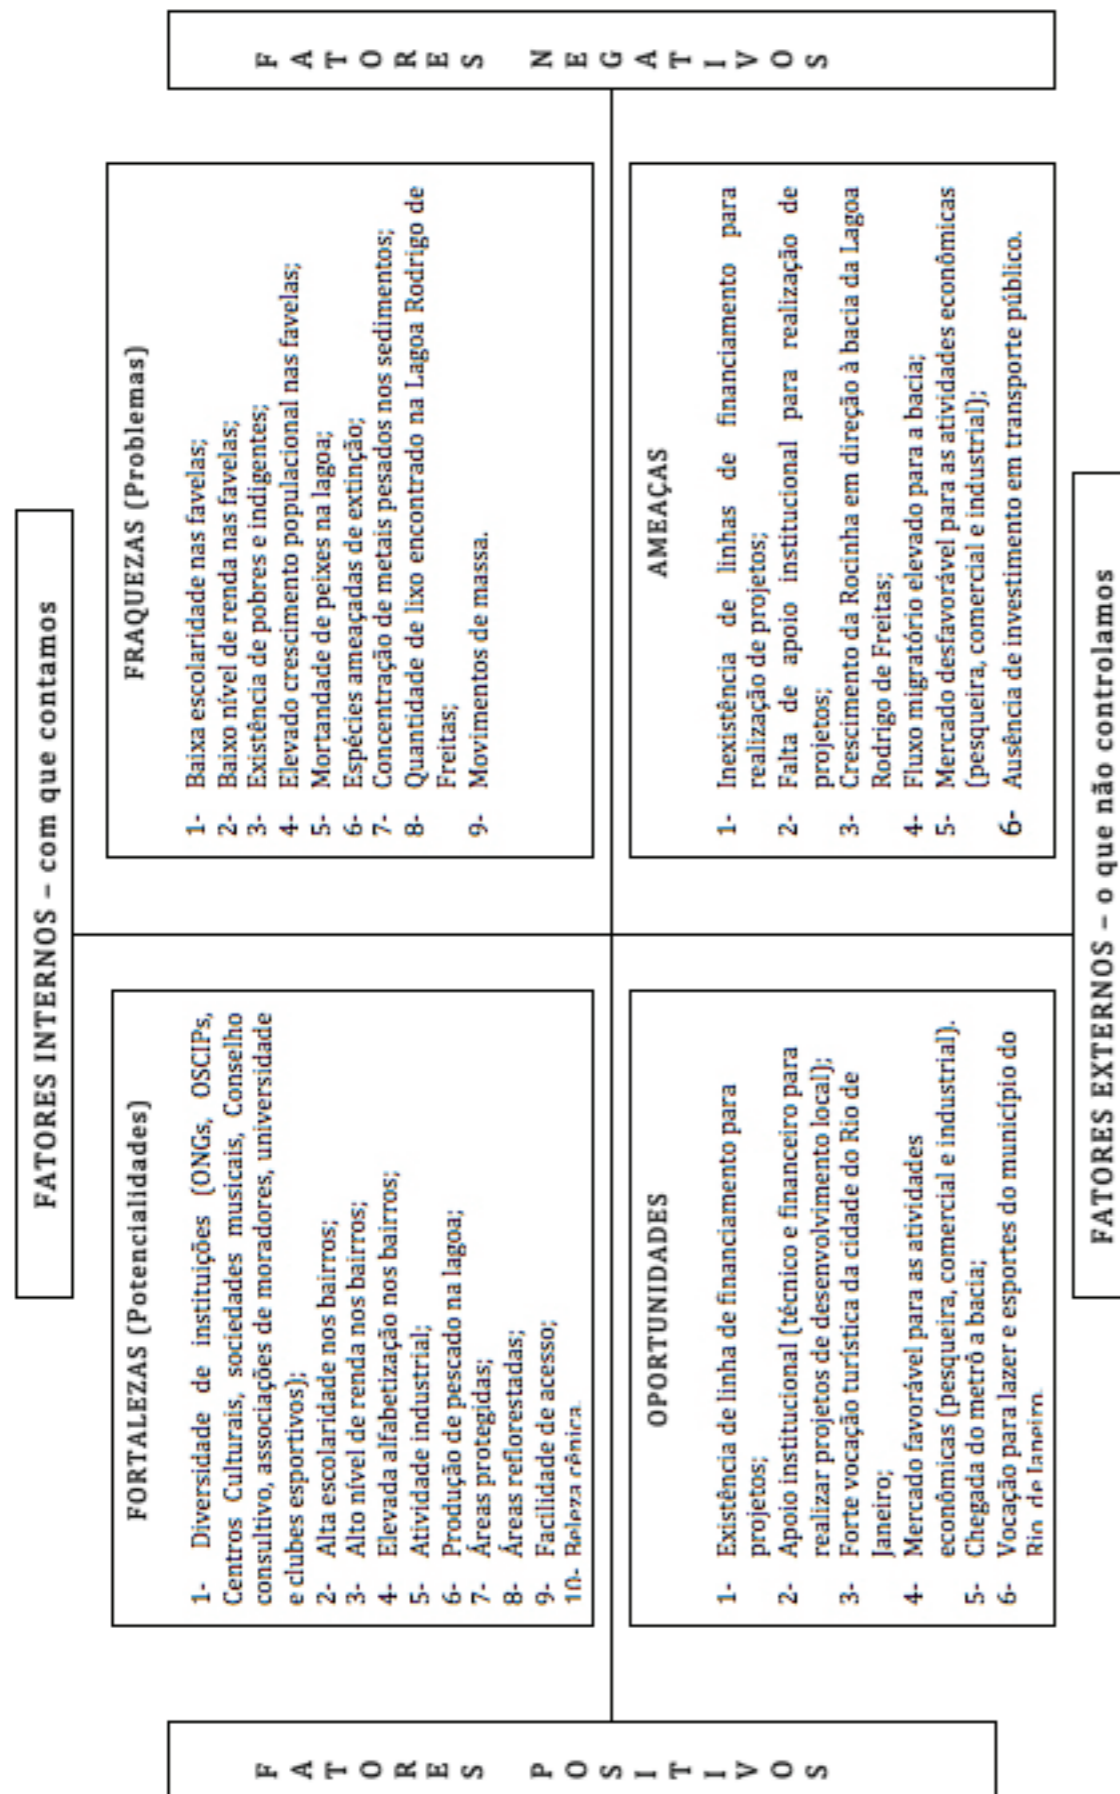 FATORES INTERNOS – com que contamos
FATORES POSITIVOS
FORTALEZAS (Potencialidades)
1- Diversidade de instituições (ONGs, OSCIPs,
Centros Culturais, sociedades musicais, Conselho
consultivo, associações de moradores, universidade
e clubes esportivos);
2- Alta escolaridade nos bairros;
3- Alto nível de renda nos bairros;
4- Elevada alfabetização nos bairros;
5- Atividade industrial;
6- Produção de pescado na lagoa;
7- Áreas protegidas;
8- Áreas reflorestadas;
9- Facilidade de acesso;
10- Beleza cênica.
FRAQUEZAS (Problemas)
1- Baixa escolaridade nas favelas;
2- Baixo nível de renda nas favelas;
3- Existência de pobres e indigentes;
4- Elevado crescimento populacional nas favelas;
5- Mortandade de peixes na lagoa;
6- Espécies ameaçadas de extinção;
7- Concentração de metais pesados nos sedimentos;
8- Quantidade de lixo encontrado na Lagoa Rodrigo de
Freitas;
9- Movimentos de massa.
FATORES NEGATIVOS
OPORTUNIDADES
1- Existência de linha de financiamento para
projetos;
2- Apoio institucional (técnico e financeiro para
realizar projetos de desenvolvimento local);
3- Forte vocação turística da cidade do Rio de
Janeiro;
4- Mercado favorável para as atividades
econômicas (pesqueira, comercial e industrial).
5- Chegada do metrô a bacia;
6- Vocação para lazer e esportes do município do
Rio de Janeiro.
AMEAÇAS
1- Inexistência de linhas de financiamento para
realização de projetos;
2- Falta de apoio institucional para realização de
projetos;
3- Crescimento da Rocinha em direção à bacia da Lagoa
Rodrigo de Freitas;
4- Fluxo migratório elevado para a bacia;
5- Mercado desfavorável para as atividades econômicas
(pesqueira, comercial e industrial);
6- Ausência de investimento em transporte público.
FATORES EXTERNOS – o que não controlamos